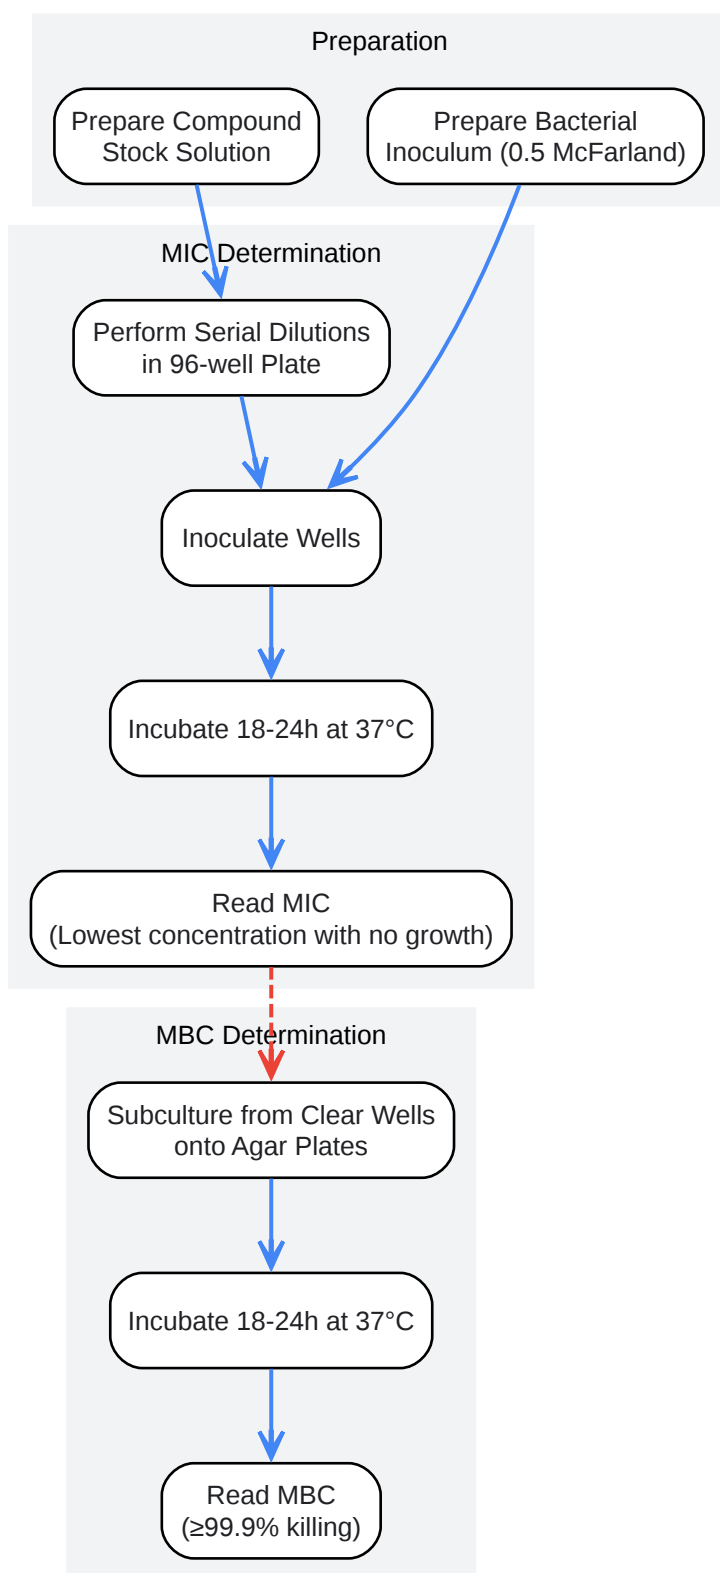 Preparation
Prepare Compound
Stock Solution
Prepare Bacterial
Inoculum (0.5 McFarland)
MIC Determination
Perform Serial Dilutions
in 96-well Plate
Inoculate Wells
Incubate 18-24h at 37°C
Read MIC
(Lowest concentration with no growth)
MBC Determination
Subculture from Clear Wells
onto Agar Plates
Incubate 18-24h at 37°C
Read MBC
(≥99.9% killing)